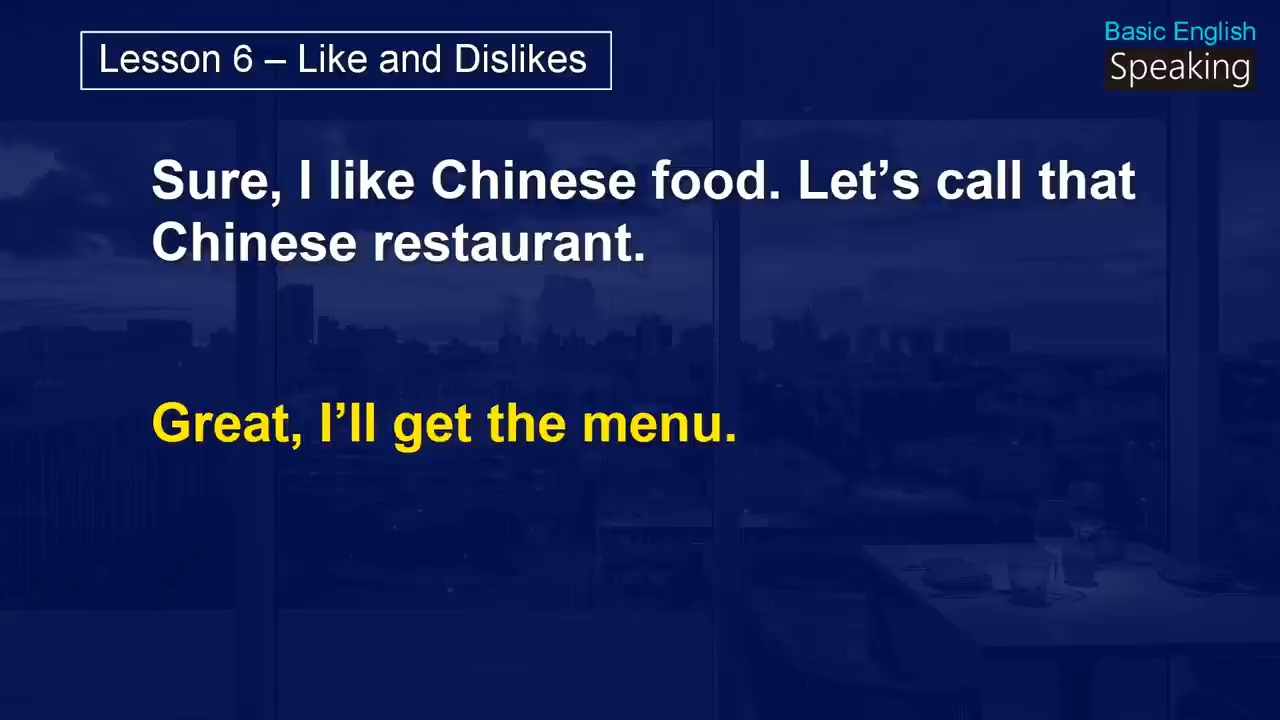 Lesson 6 – Like and Dislikes
Basic English
Speaking
Sure, I like Chinese food. Let’s call that
Chinese restaurant.
Great, I’ll get the menu.